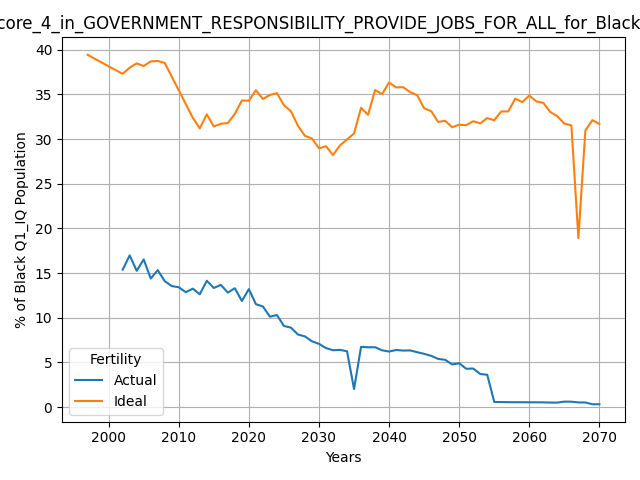 core_4_in_GOVERNMENT_RESPONSIBILITY_PROVIDE_JOBS_FOR_ALL_for_Black
% of Black Q1_IQ Population
40
35
30
25
20
15
10
5
0
Fertility
Actual
Ideal
2000 2010 2020 2030 2040 2050 2060 2070
Years